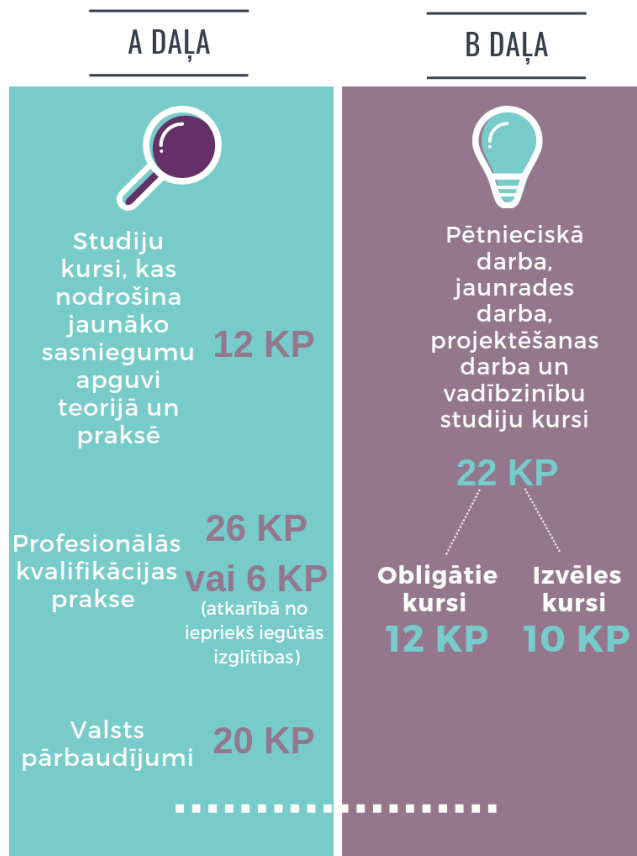 A DAĻA
Studiju
kursi, kas
nodrošina
jaunāko
sasniegumu
apguvi
teorijā un
praksē
12 KP
Profesionālās
kvalifikācijas
prakse
26 KP
vai 6 KP
(atkarībā no
iepriekš iegūtās
izglītības)
Valsts
pārbaudījumi
20 KP
B DAĻA
Pētnieciskā
darba,
jaunrades
darba,
projektēšanas
darba un
vadībzinību
studiju kursi
22 KP
Obligātie
kursi
12 KP
Izvēles
kursi
10 KP